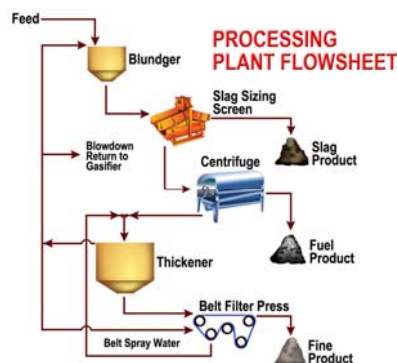 Feed
PROCESSING
PLANT FLOWSHEET
Blundger
Slag Sizing
Screen
Slag
Product
Blowdown
Return to
Gasifier
Centrifuge
Fuel
Product
Thickener
Belt Filter Press
Belt Spray Water
Fine
Product